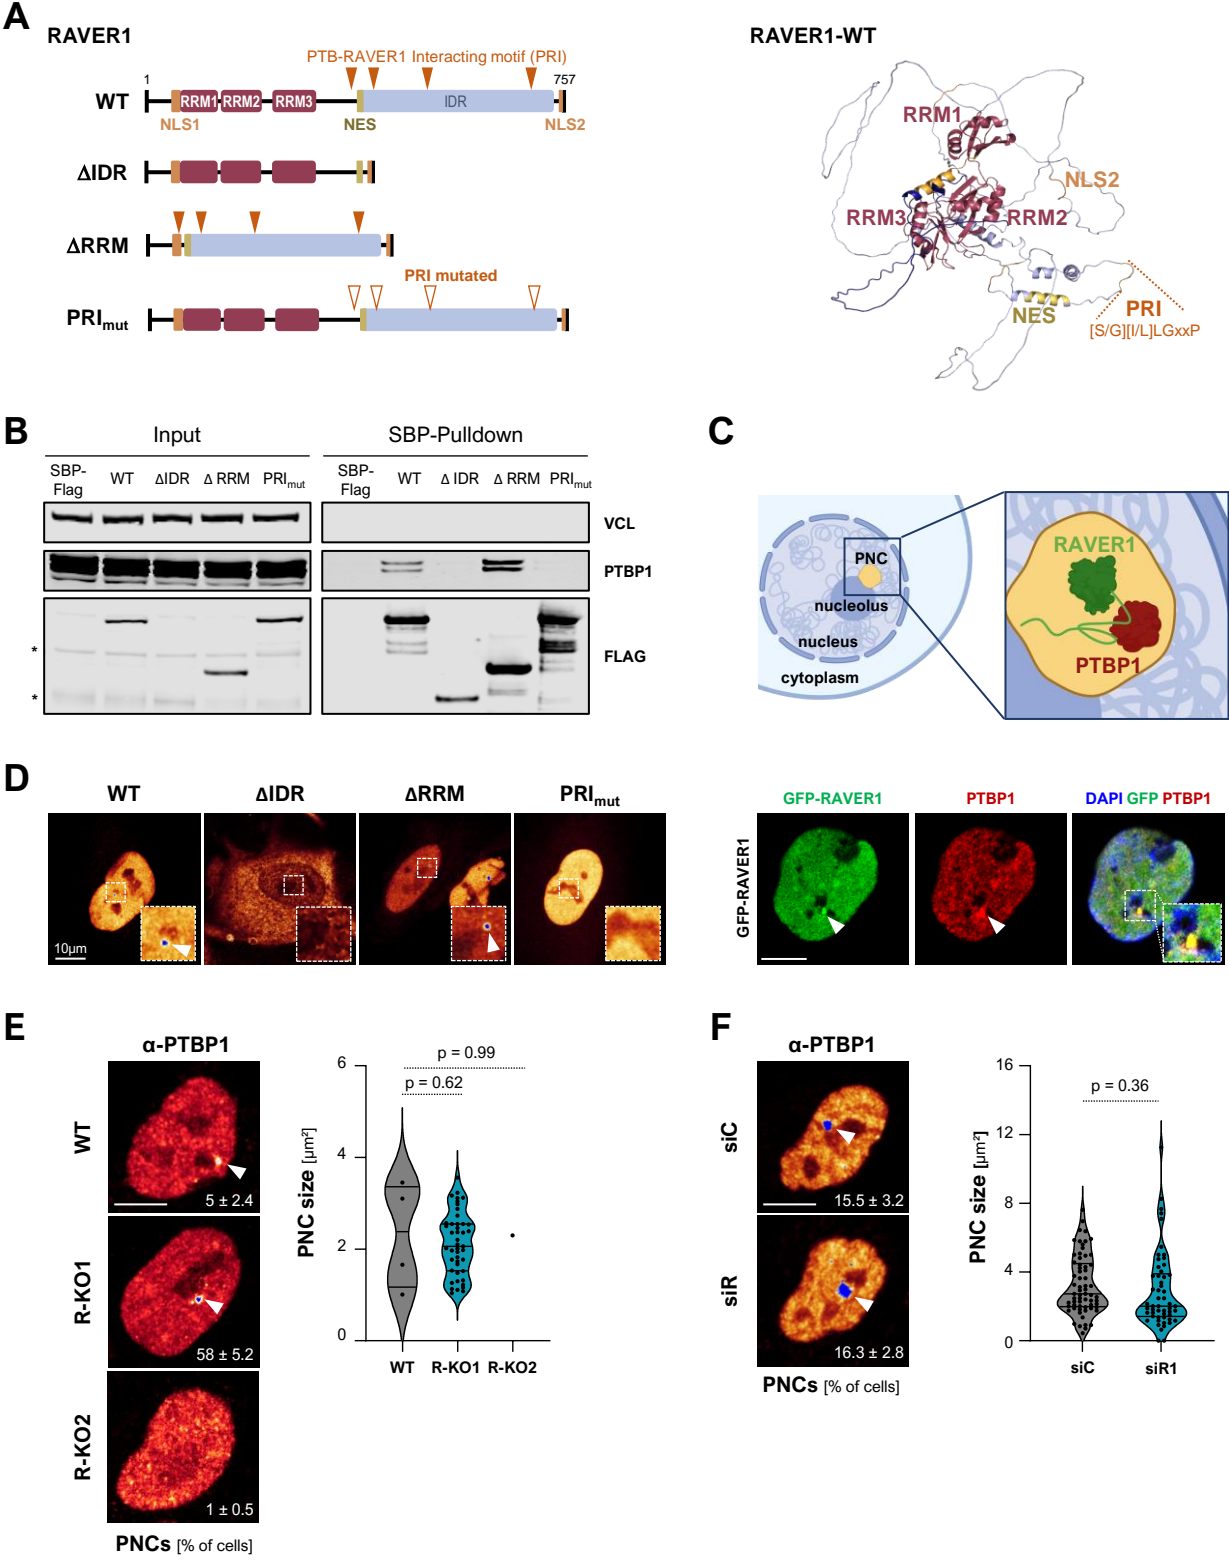 A
RAVER1
PTB-RAVER1 Interacting motif (PRI)
1
757
WT
RRM1
RRM2
RRM3
IDR
NLS1
NES
NLS2
ΔIDR
ΔRRM
PRI mutated
PRImut
RAVER1-WT
RRM1
NLS2
RRM3
RRM2
NES
PRI
[S/G][I/L]LGxxP
B
Input
SBP-Pulldown
SBP-
Flag
WT
ΔIDR
Δ RRM
PRImut
SBP-
Flag
WT
Δ IDR
Δ RRM
PRImut
VCL
PTBP1
FLAG
*
*
C
PNC
nucleolus
nucleus
cytoplasm
RAVER1
PTBP1
D
WT
ΔIDR
ΔRRM
PRImut
10µm
GFP-RAVER1
PTBP1
DAPI GFP PTBP1
GFP-RAVER1
E
α-PTBP1
WT
5 ± 2.4
R-KO1
58 ± 5.2
R-KO2
1 ± 0.5
PNCs [% of cells]
PNC size [µm²]
6
4
2
0
p = 0.99
p = 0.62
WT
R-KO1
R-KO2
F
α-PTBP1
siC
15.5 ± 3.2
siR
16.3 ± 2.8
PNCs [% of cells]
PNC size [µm²]
16
12
8
4
0
p = 0.36
siC
siR1